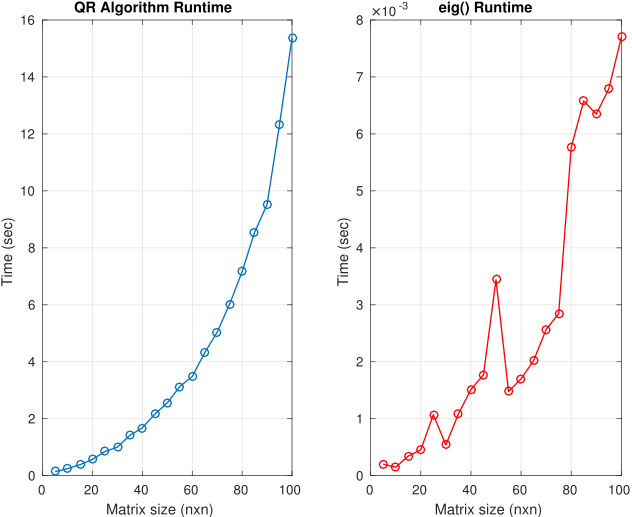 QR Algorithm Runtime
16
14
12
10
8
6
4
2
0
Time (sec)
0 20 40 60 80 100
Matrix size (nxn)
×10⁻³ eig() Runtime
8
7
6
5
4
3
2
1
0
Time (sec)
0 20 40 60 80 100
Matrix size (nxn)